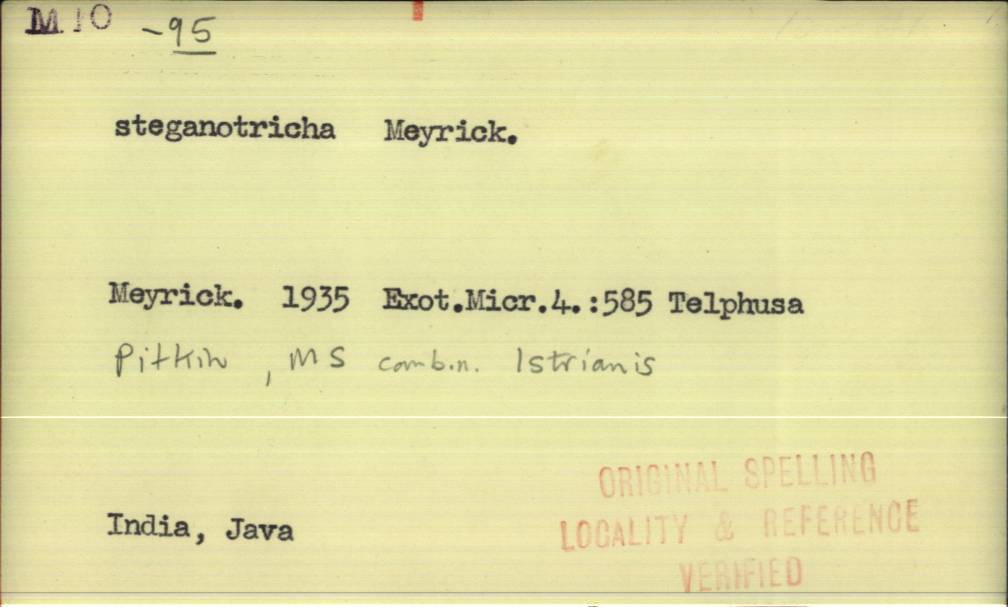 M10 -95
steganotricha Meyrick.
Meyrick. 1935 Exot.Micr.4.:585 Telphusa
Pitkin, MS comb.n. Istrianis
India, Java
ORIGINAL SPELLING
LOCALITY & REFERENCE
VERIFIED